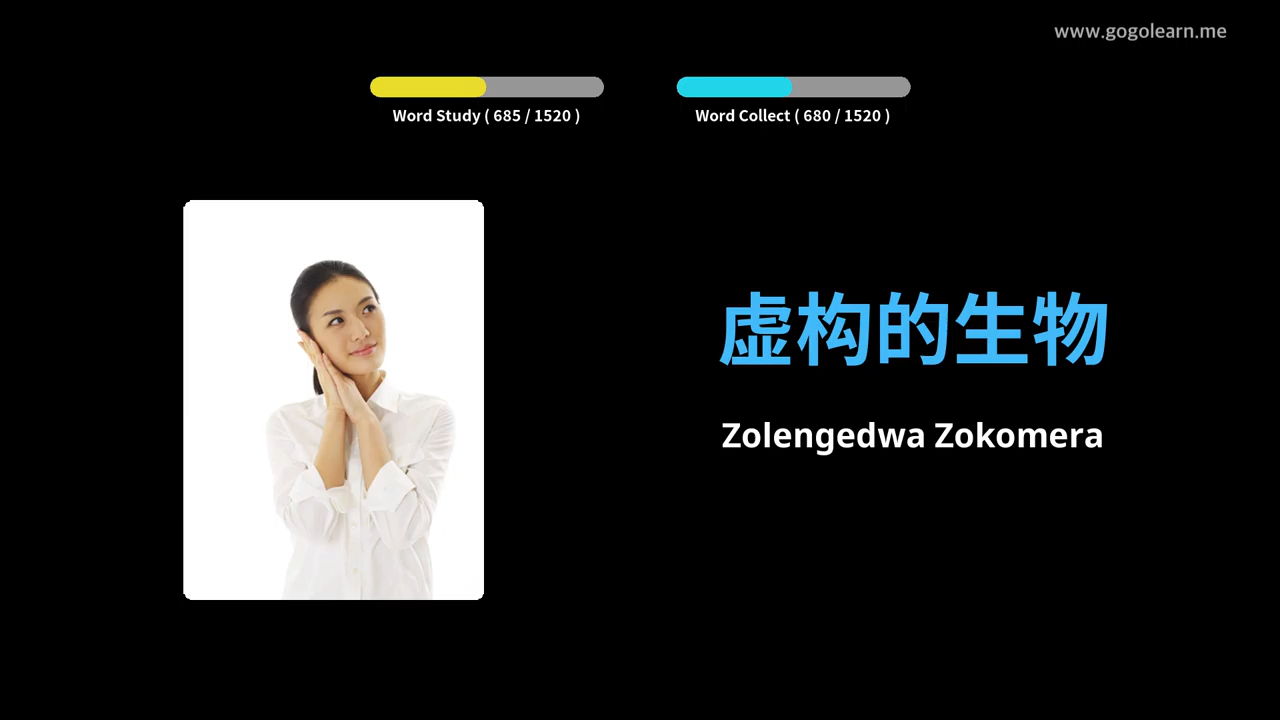 www.gogolearn.me
Word Study ( 685 / 1520 )
Word Collect ( 680 / 1520 )
虚构的生物
Zolengedwa Zokomera